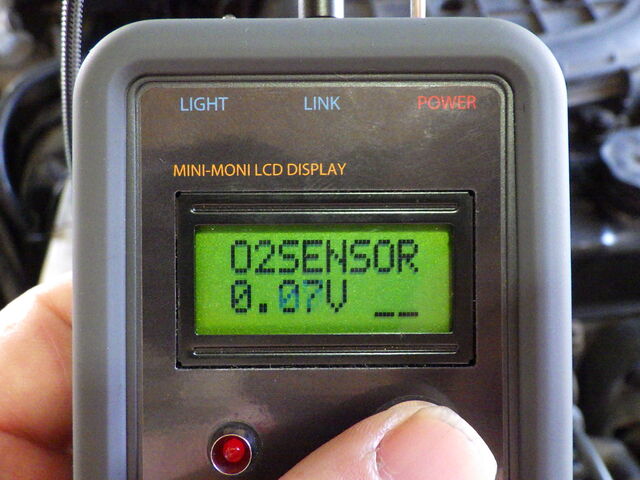 LIGHT LINK POWER
MINI-MONI LCD DISPLAY
O2SENSOR
0.07V __